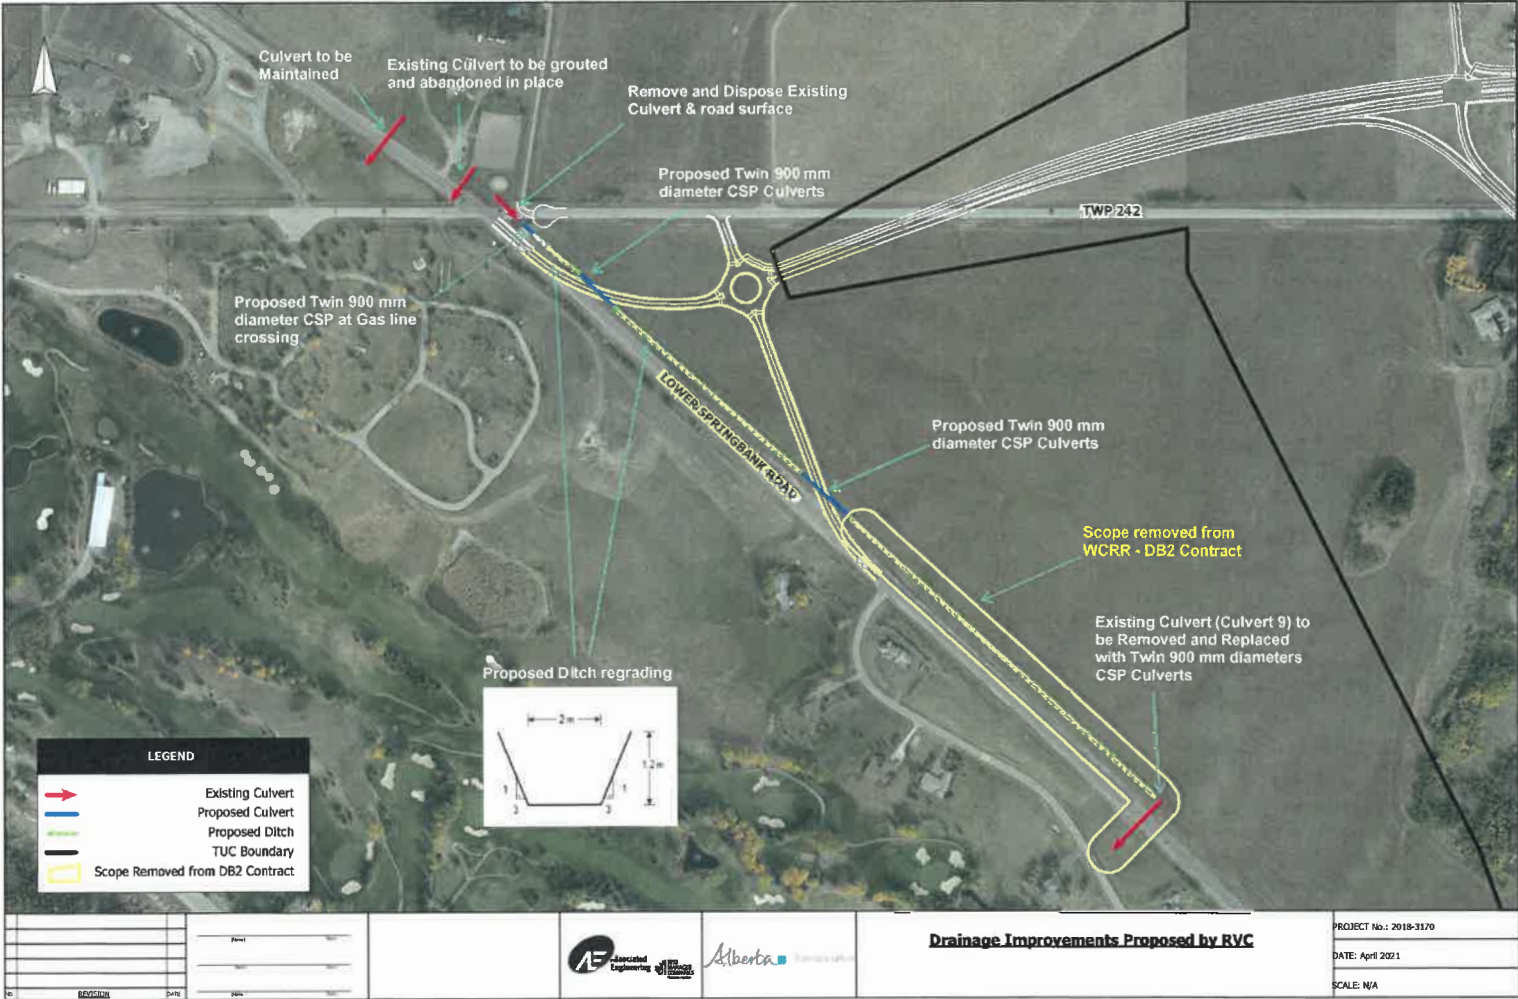 Culvert to be
Maintained
Existing Culvert to be grouted
and abandoned in place
Remove and Dispose Existing
Culvert & road surface
Proposed Twin 900 mm
diameter CSP Culverts
TWP 242
Proposed Twin 900 mm
diameter CSP at Gas line
crossing
LOWER SPRINGBANK ROAD
Proposed Twin 900 mm
diameter CSP Culverts
Scope removed from
WCRR - DB2 Contract
Existing Culvert (Culvert 9) to
be Removed and Replaced
with Twin 900 mm diameters
CSP Culverts
Proposed Ditch regrading
2 m
1.2 m
1
3
1
3
LEGEND
Existing Culvert
Proposed Culvert
Proposed Ditch
TUC Boundary
Scope Removed from DB2 Contract
NO.
REVISION
DATE
AE
Associated
Engineering
Alberta
Drainage Improvements Proposed by RVC
PROJECT No.: 2018-3170
DATE: April 2021
SCALE: N/A